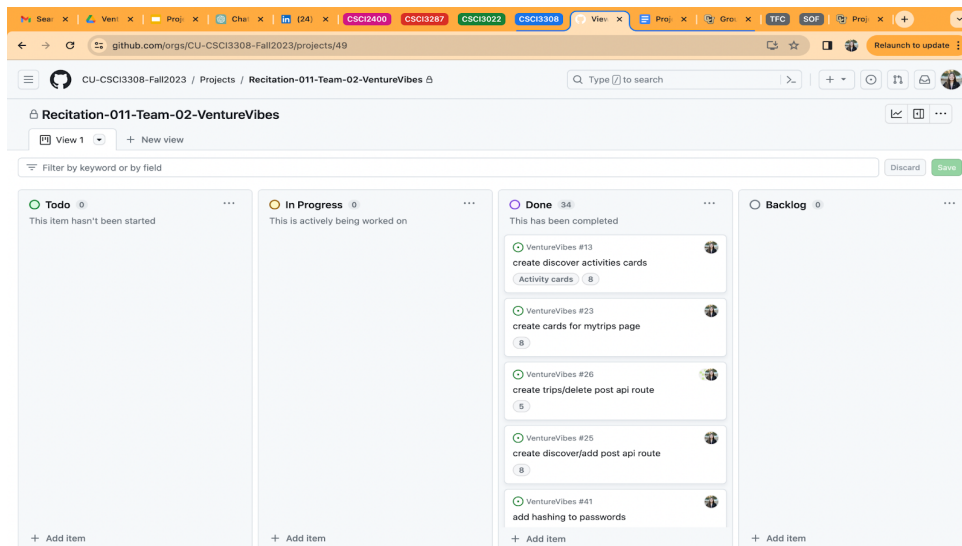 Sear
Vent
Proje
Chat
in (24)
CSCI2400
CSCI3287
CSCI3022
CSCI3308
View
Proj
Grou
TFC
SOF
Proj
github.com/orgs/CU-CSCI3308-Fall2023/projects/49
Relaunch to update
CU-CSCI3308-Fall2023 / Projects / Recitation-011-Team-02-VentureVibes
Type / to search
Recitation-011-Team-02-VentureVibes
View 1
+ New view
Filter by keyword or by field
Discard
Save
Todo 0
This item hasn't been started
+ Add item
In Progress 0
This is actively being worked on
+ Add item
Done 34
This has been completed
VentureVibes #13
create discover activities cards
Activity cards 8
VentureVibes #23
create cards for mytrips page
8
VentureVibes #26
create trips/delete post api route
5
VentureVibes #25
create discover/add post api route
8
VentureVibes #41
add hashing to passwords
+ Add item
Backlog 0
+ Add item